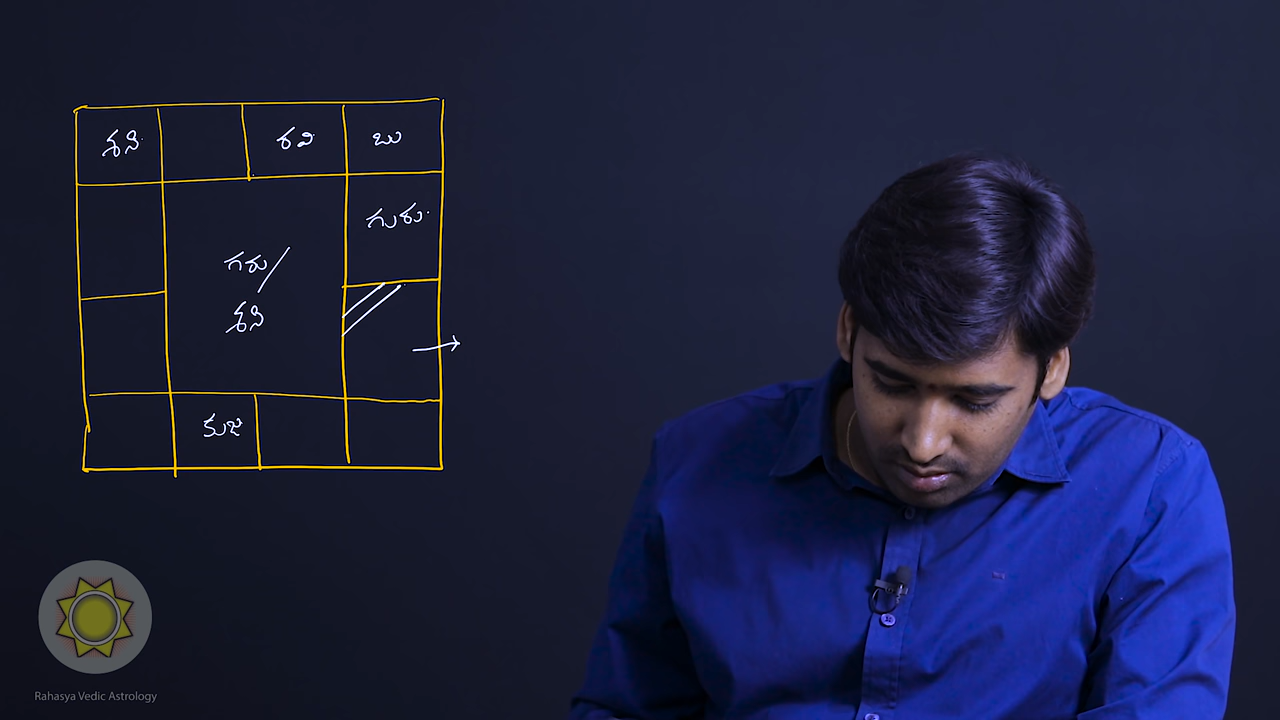 శని
రవి
బు
గురు
గురు/
శని
కుజ
Rahasya Vedic Astrology